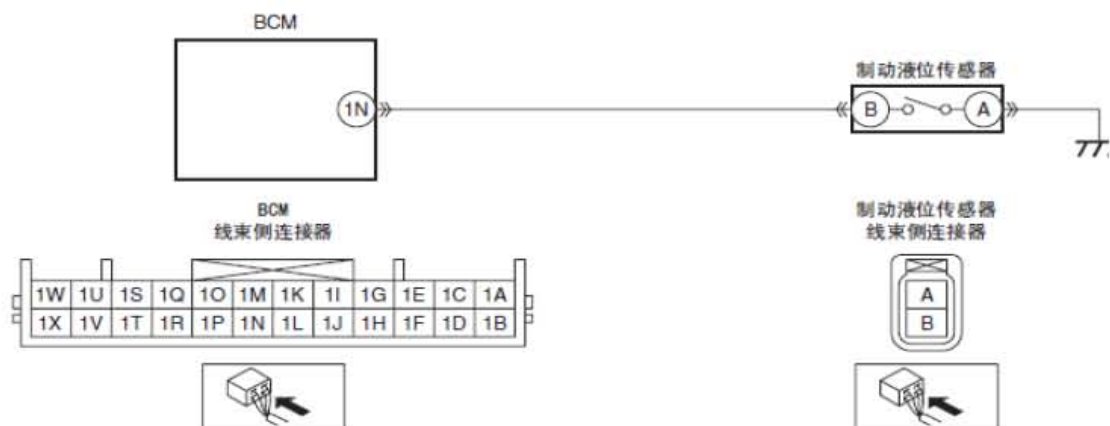 BCM
1N
制动液位传感器
B
A
BCM
线束侧连接器
制动液位传感器
线束侧连接器
1W 1U 1S 1Q 1O 1M 1K 1I 1G 1E 1C 1A
1X 1V 1T 1R 1P 1N 1L 1J 1H 1F 1D 1B
A
B